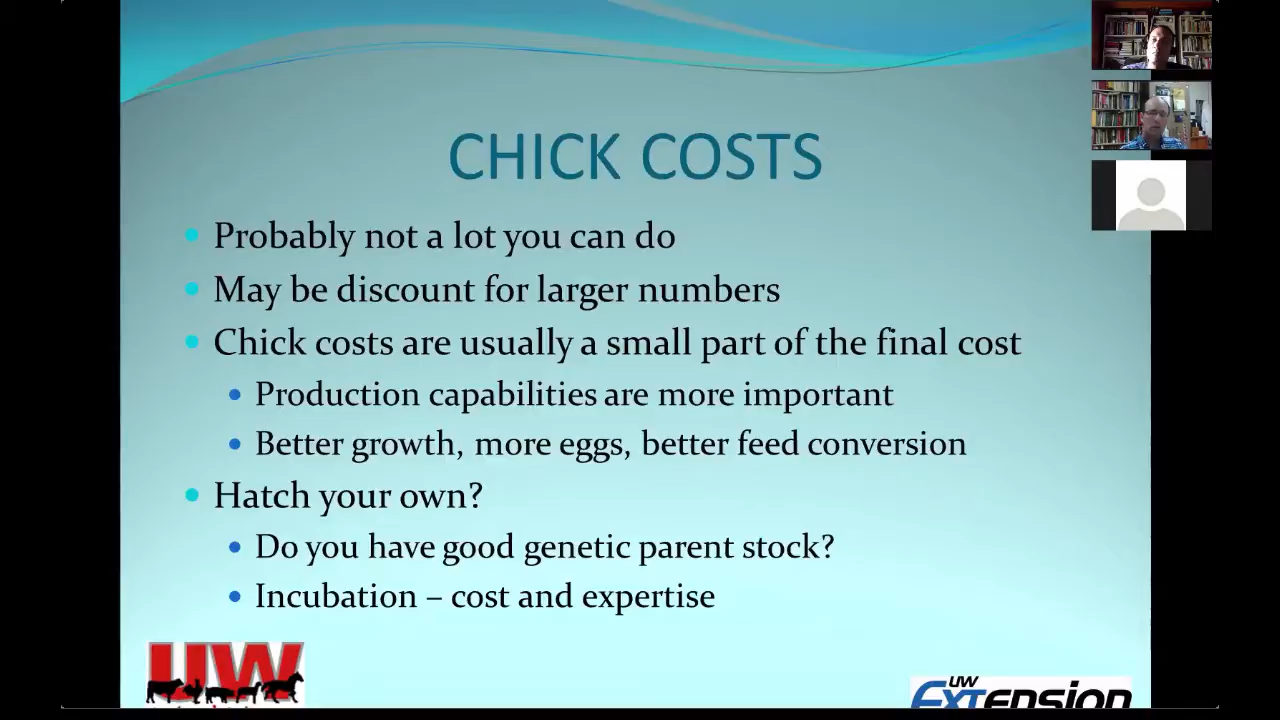 CHICK COSTS
Probably not a lot you can do
May be discount for larger numbers
Chick costs are usually a small part of the final cost
Production capabilities are more important
Better growth, more eggs, better feed conversion
Hatch your own?
Do you have good genetic parent stock?
Incubation – cost and expertise
UW
UW
Extension